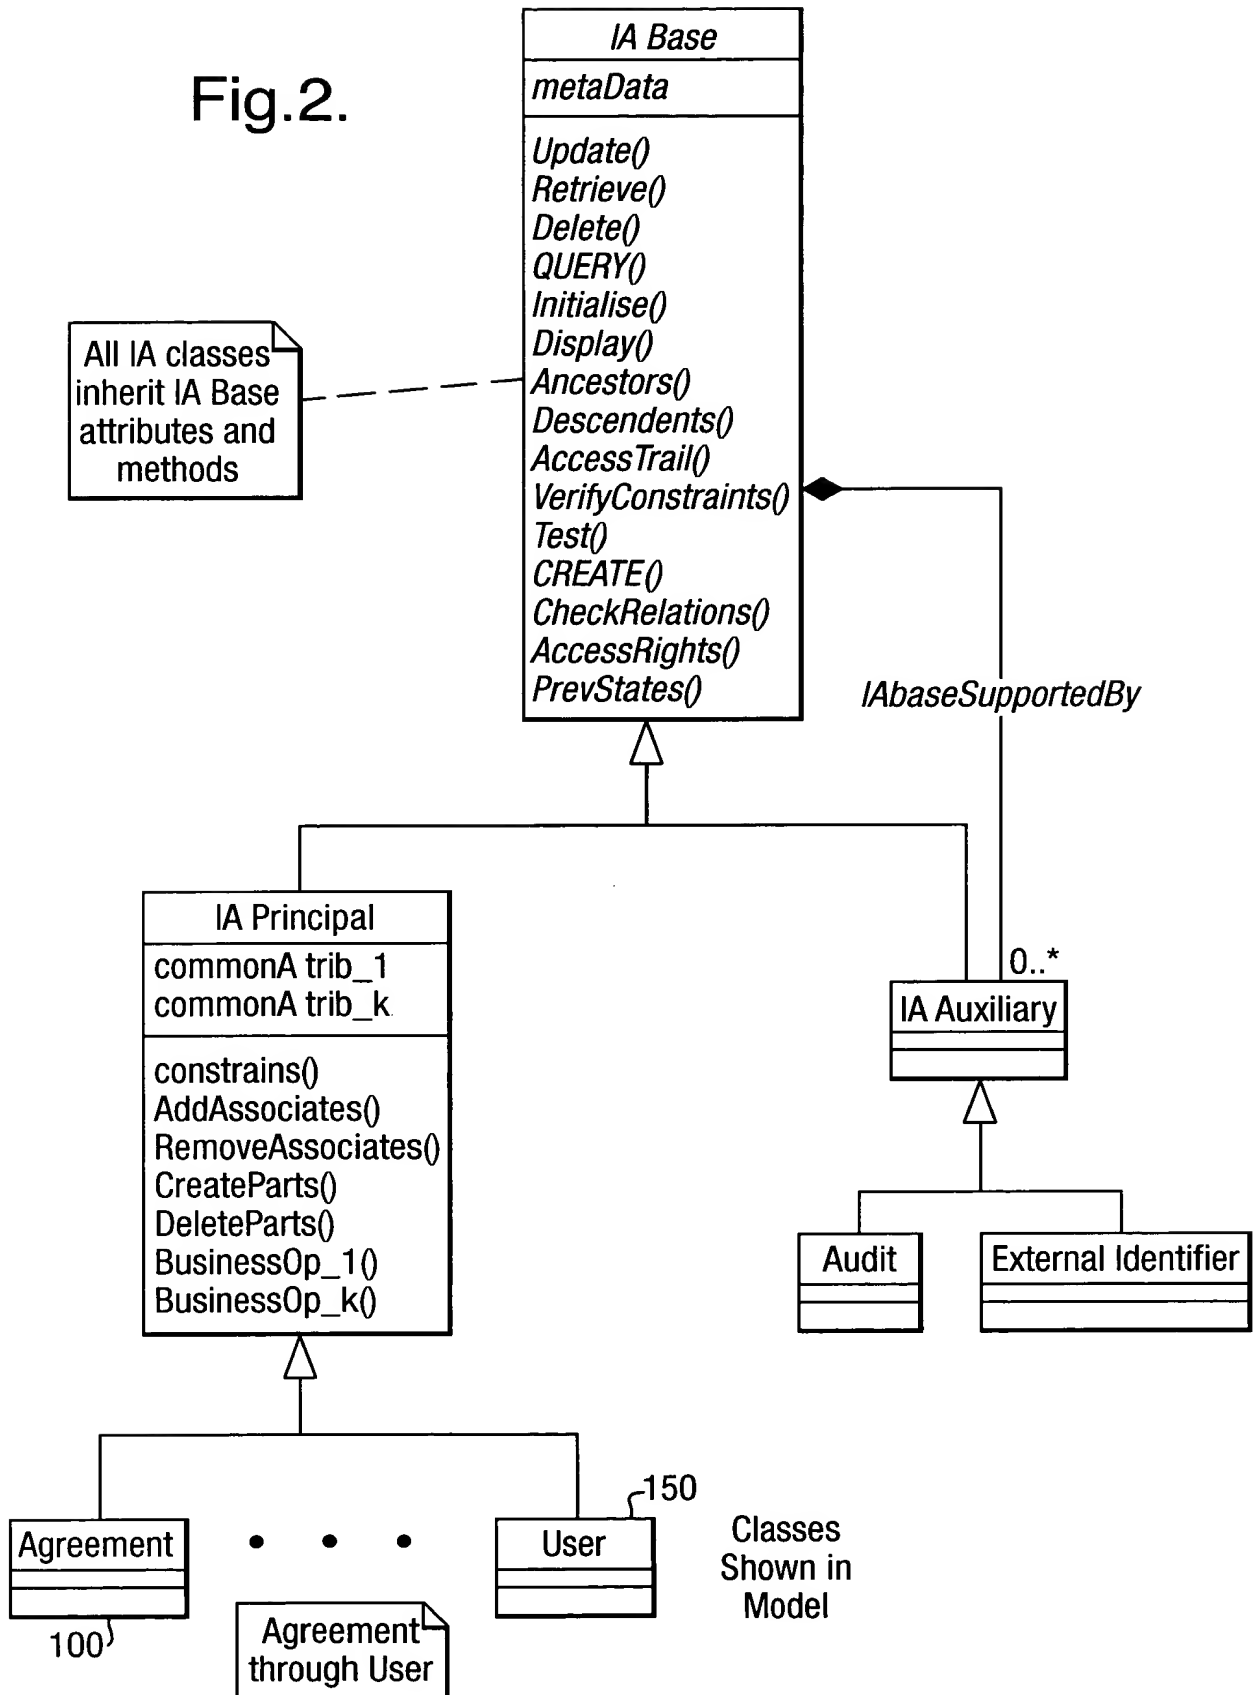 Fig.2.
IA Base
metaData
Update()
Retrieve()
Delete()
QUERY()
Initialise()
Display()
Ancestors()
Descendents()
AccessTrail()
VerifyConstraints()
Test()
CREATE()
CheckRelations()
AccessRights()
PrevStates()
All IA classes
inherit IA Base
attributes and
methods
IAbaseSupportedBy
0..*
IA Principal
commonA trib_1
commonA trib_k
constrains()
AddAssociates()
RemoveAssociates()
CreateParts()
DeleteParts()
BusinessOp_1()
BusinessOp_k()
IA Auxiliary
Audit
External Identifier
Agreement
100
User
150
Classes
Shown in
Model
Agreement
through User